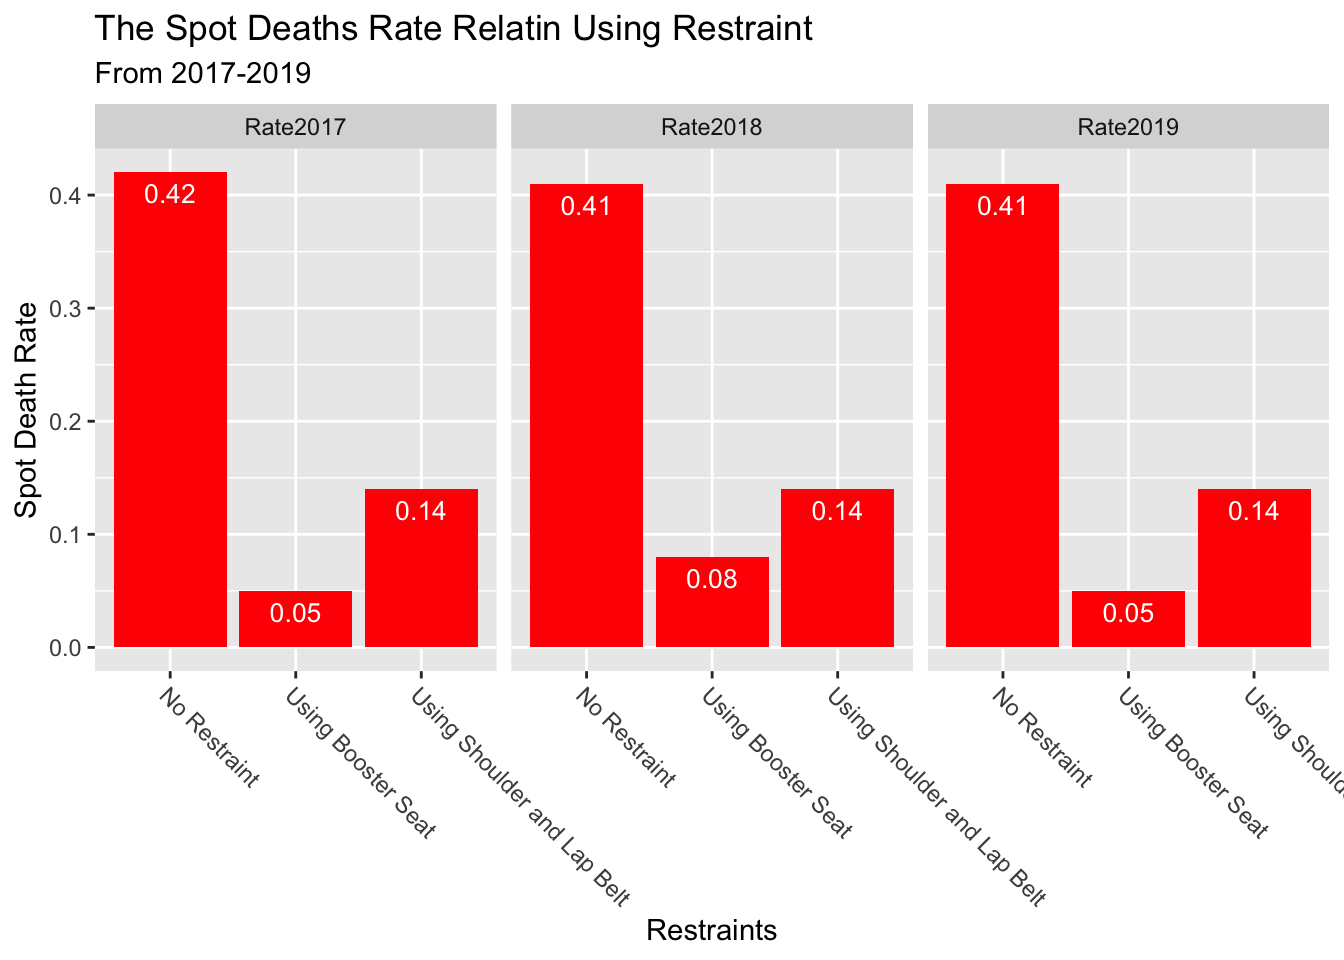 The Spot Deaths Rate Relatin Using Restraint
From 2017-2019
Rate2017
Rate2018
Rate2019
Spot Death Rate
0.4
0.3
0.2
0.1
0.0
0.42
0.05
0.14
0.41
0.08
0.14
0.41
0.05
0.14
No Restraint
Using Booster Seat
Using Shoulder and Lap Belt
No Restraint
Using Booster Seat
Using Shoulder and Lap Belt
No Restraint
Using Booster Seat
Using
Restraints